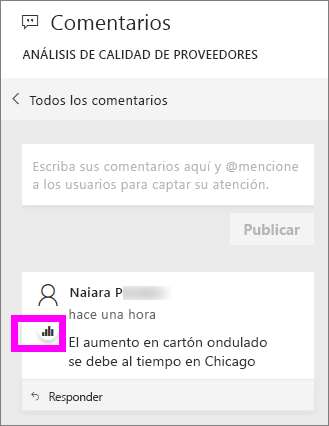 Comentarios
ANÁLISIS DE CALIDAD DE PROVEEDORES
Todos los comentarios
Escriba sus comentarios aquí y @mencione
a los usuarios para captar su atención.
Publicar
Naiara P
hace una hora
El aumento en cartón ondulado
se debe al tiempo en Chicago
Responder